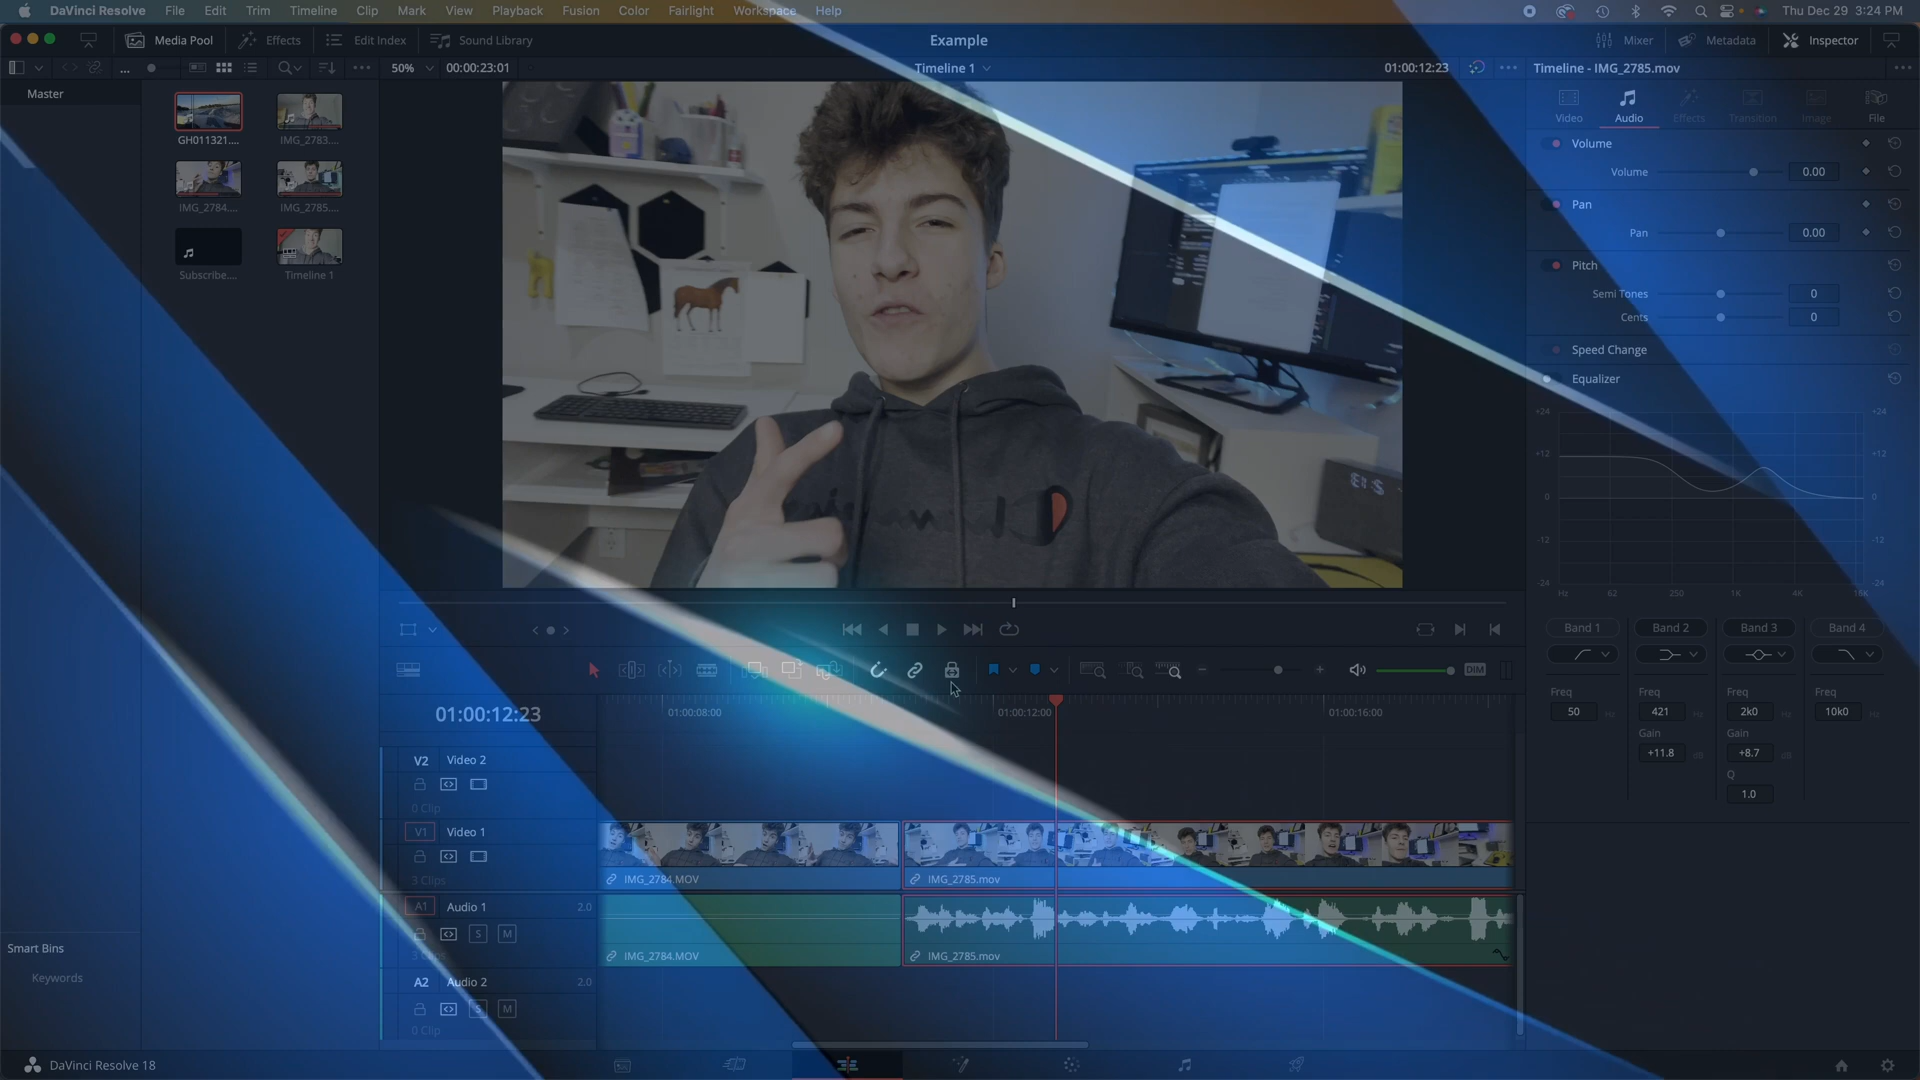 DaVinci Resolve File Edit Trim Timeline Clip Mark View Playback Fusion Color Fairlight Workspace Help Thu Dec 29 3:24 PM
Media Pool Effects Edit Index Sound Library Example Mixer Metadata Inspector
50% 00:00:23:01 Timeline 1 01:00:12:23 Timeline - IMG_2785.mov
Master
GH011321.... IMG_2783....
IMG_2784.... IMG_2785....
Subscribe.... Timeline 1
Video Audio Effects Transition Image File
Volume
Volume 0.00
Pan
Pan 0.00
Pitch
Semi Tones 0
Cents 0
Speed Change
Equalizer
+24 +24
+12 +12
0 0
-12 -12
-24 -24
Hz 62 250 1K 4K 16K
Band 1 Band 2 Band 3 Band 4
Freq Freq Freq Freq
50 Hz 421 Hz 2k0 Hz 10k0 Hz
Gain Gain
+11.8 dB +8.7 dB
Q
1.0
DIM
01:00:12:23 01:00:08:00 01:00:12:00 01:00:16:00
V2 Video 2
0 Clip
V1 Video 1
3 Clips
IMG_2784.MOV IMG_2785.mov
A1 Audio 1 2.0
S M
IMG_2784.MOV IMG_2785.mov
A2 Audio 2 2.0
S M
0 Clip
Smart Bins
Keywords
DaVinci Resolve 18